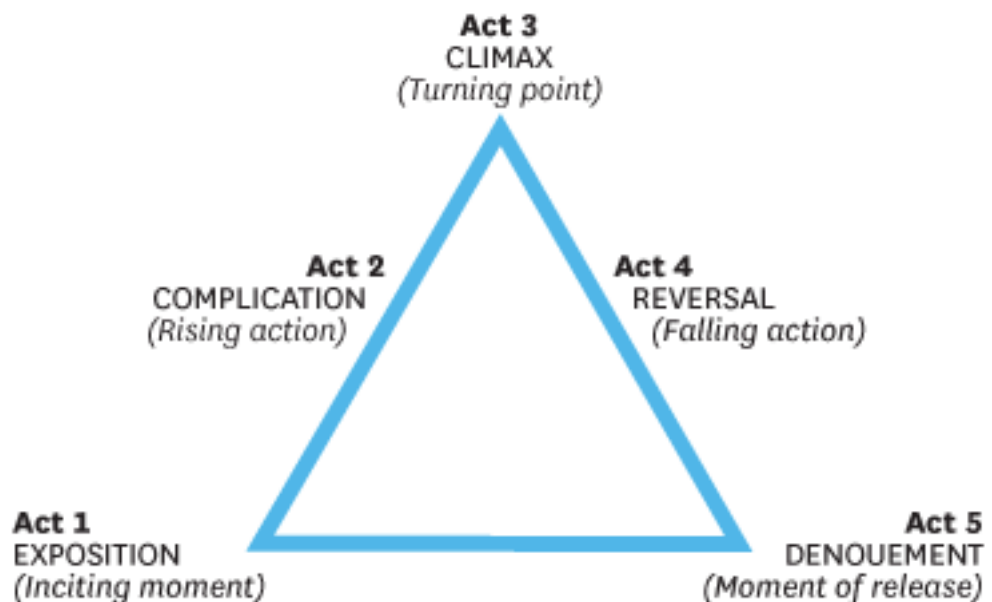 Act 3
CLIMAX
(Turning point)
Act 2
COMPLICATION
(Rising action)
Act 4
REVERSAL
(Falling action)
Act 1
EXPOSITION
(Inciting moment)
Act 5
DENOUEMENT
(Moment of release)